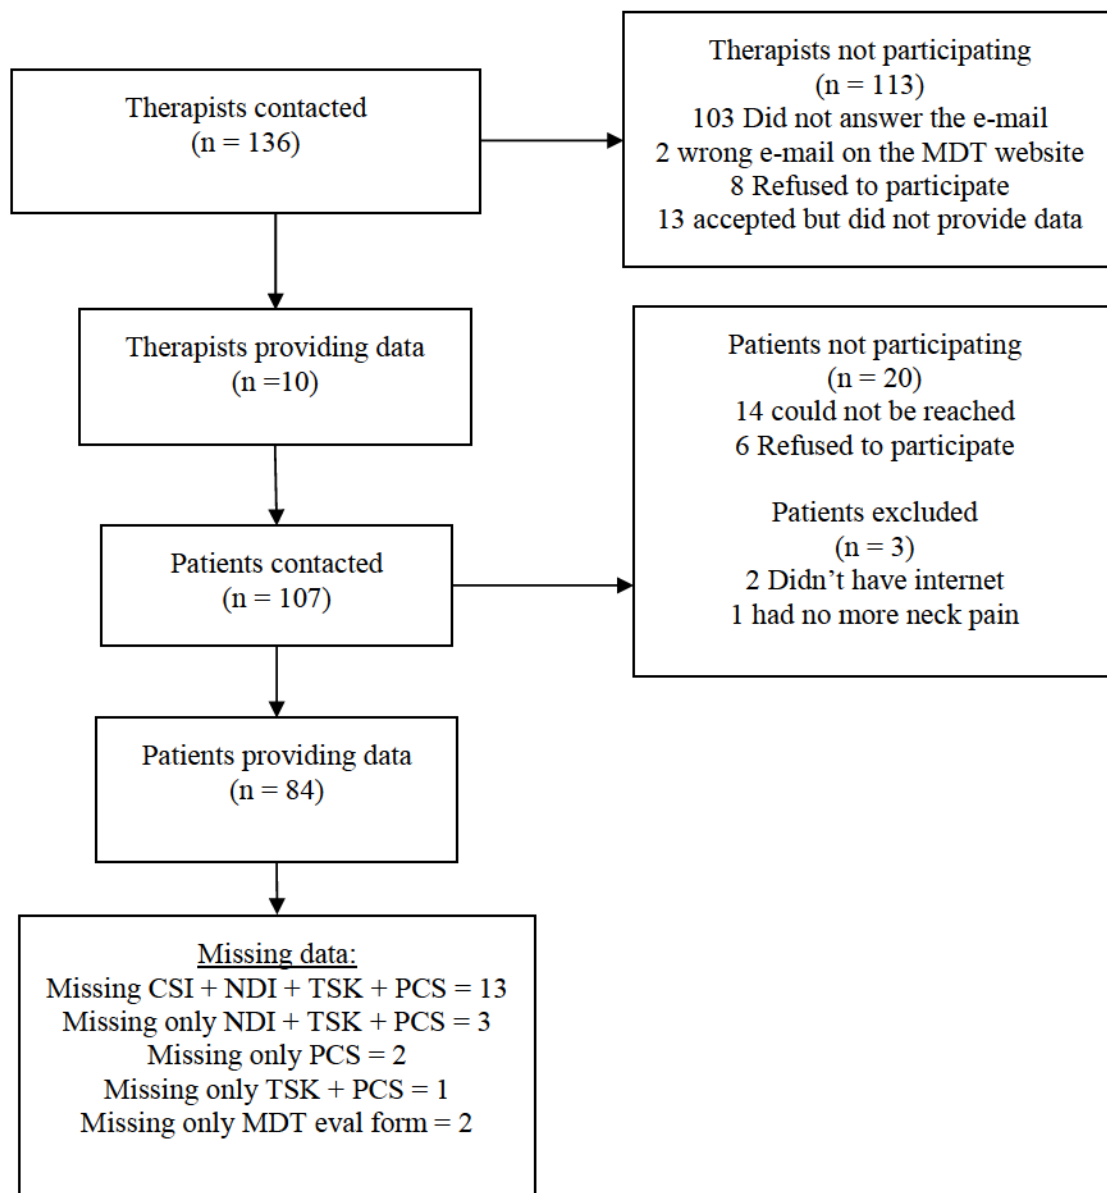 Therapists contacted
(n = 136)
Therapists not participating
(n = 113)
103 Did not answer the e-mail
2 wrong e-mail on the MDT website
8 Refused to participate
13 accepted but did not provide data
Therapists providing data
(n =10)
Patients contacted
(n = 107)
Patients not participating
(n = 20)
14 could not be reached
6 Refused to participate
Patients excluded
(n = 3)
2 Didn’t have internet
1 had no more neck pain
Patients providing data
(n = 84)
Missing data:
Missing CSI + NDI + TSK + PCS = 13
Missing only NDI + TSK + PCS = 3
Missing only PCS = 2
Missing only TSK + PCS = 1
Missing only MDT eval form = 2